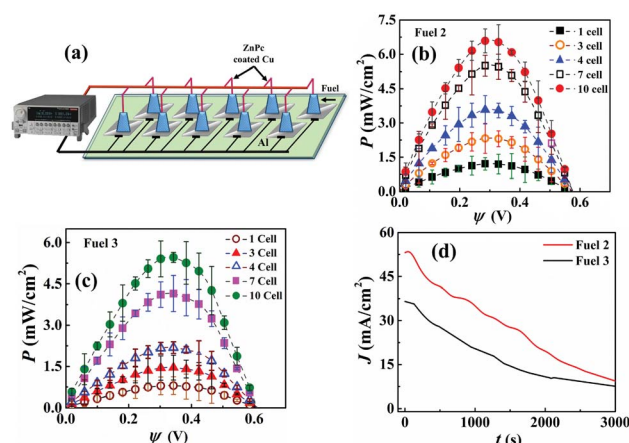 (a)
ZnPc
coated Cu
Fuel
Al
Fuel 2
(b)
1 cell
3 cell
4 cell
7 cell
10 cell
P (mW/cm²)
7.5
6.0
4.5
3.0
1.5
0.0
0.0 0.2 0.4 0.6
ψ (V)
Fuel 3
(c)
1 Cell
3 Cell
4 Cell
7 Cell
10 Cell
P (mW/cm²)
6.0
4.5
3.0
1.5
0.0
0.0 0.2 0.4 0.6
ψ (V)
(d)
Fuel 2
Fuel 3
J (mA/cm²)
60
45
30
15
0
0 1000 2000 3000
t (s)